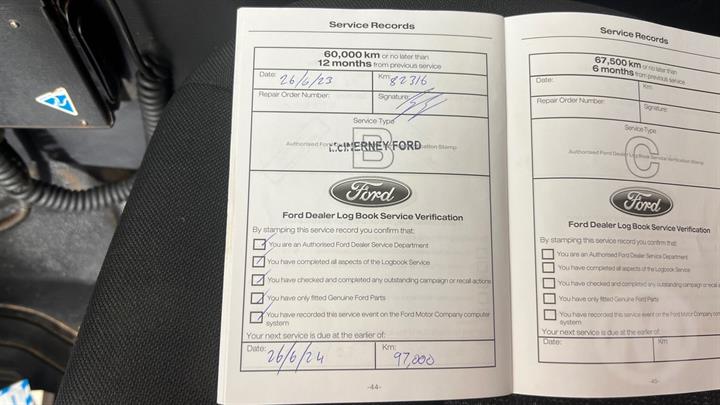 Service Records
60,000 km or no later than
12 months from previous service
Date: 26/6/23 Km: 82316
Repair Order Number: Signature:
Service Type
B
McINERNEY FORD
Ford
Ford Dealer Log Book Service Verification
By stamping this service record you confirm that:
You are an Authorised Ford Dealer Service Department
You have completed all aspects of the Logbook Service
You have checked and completed any outstanding campaign or recall actions
You have only fitted Genuine Ford Parts
You have recorded this service event on the Ford Motor Company computer
system
Your next service is due at the earlier of:
Date: 26/6/24 Km: 97,000
-44-
Service Records
67,500 km or no later than
6 months from previous service
Date: Km:
Repair Order Number: Signature:
Service Type
C
Authorised Ford Dealer Log Book Service Verification Stamp
Ford
Ford Dealer Log Book Service Verification
By stamping this service record you confirm that:
You are an Authorised Ford Dealer Service Department
You have completed all aspects of the Logbook Service
You have checked and completed any outstanding campaign or recall
You have only fitted Genuine Ford Parts
You have recorded this service event on the Ford Motor Company
system
Your next service is due at the earlier of:
Date: Km
-45-